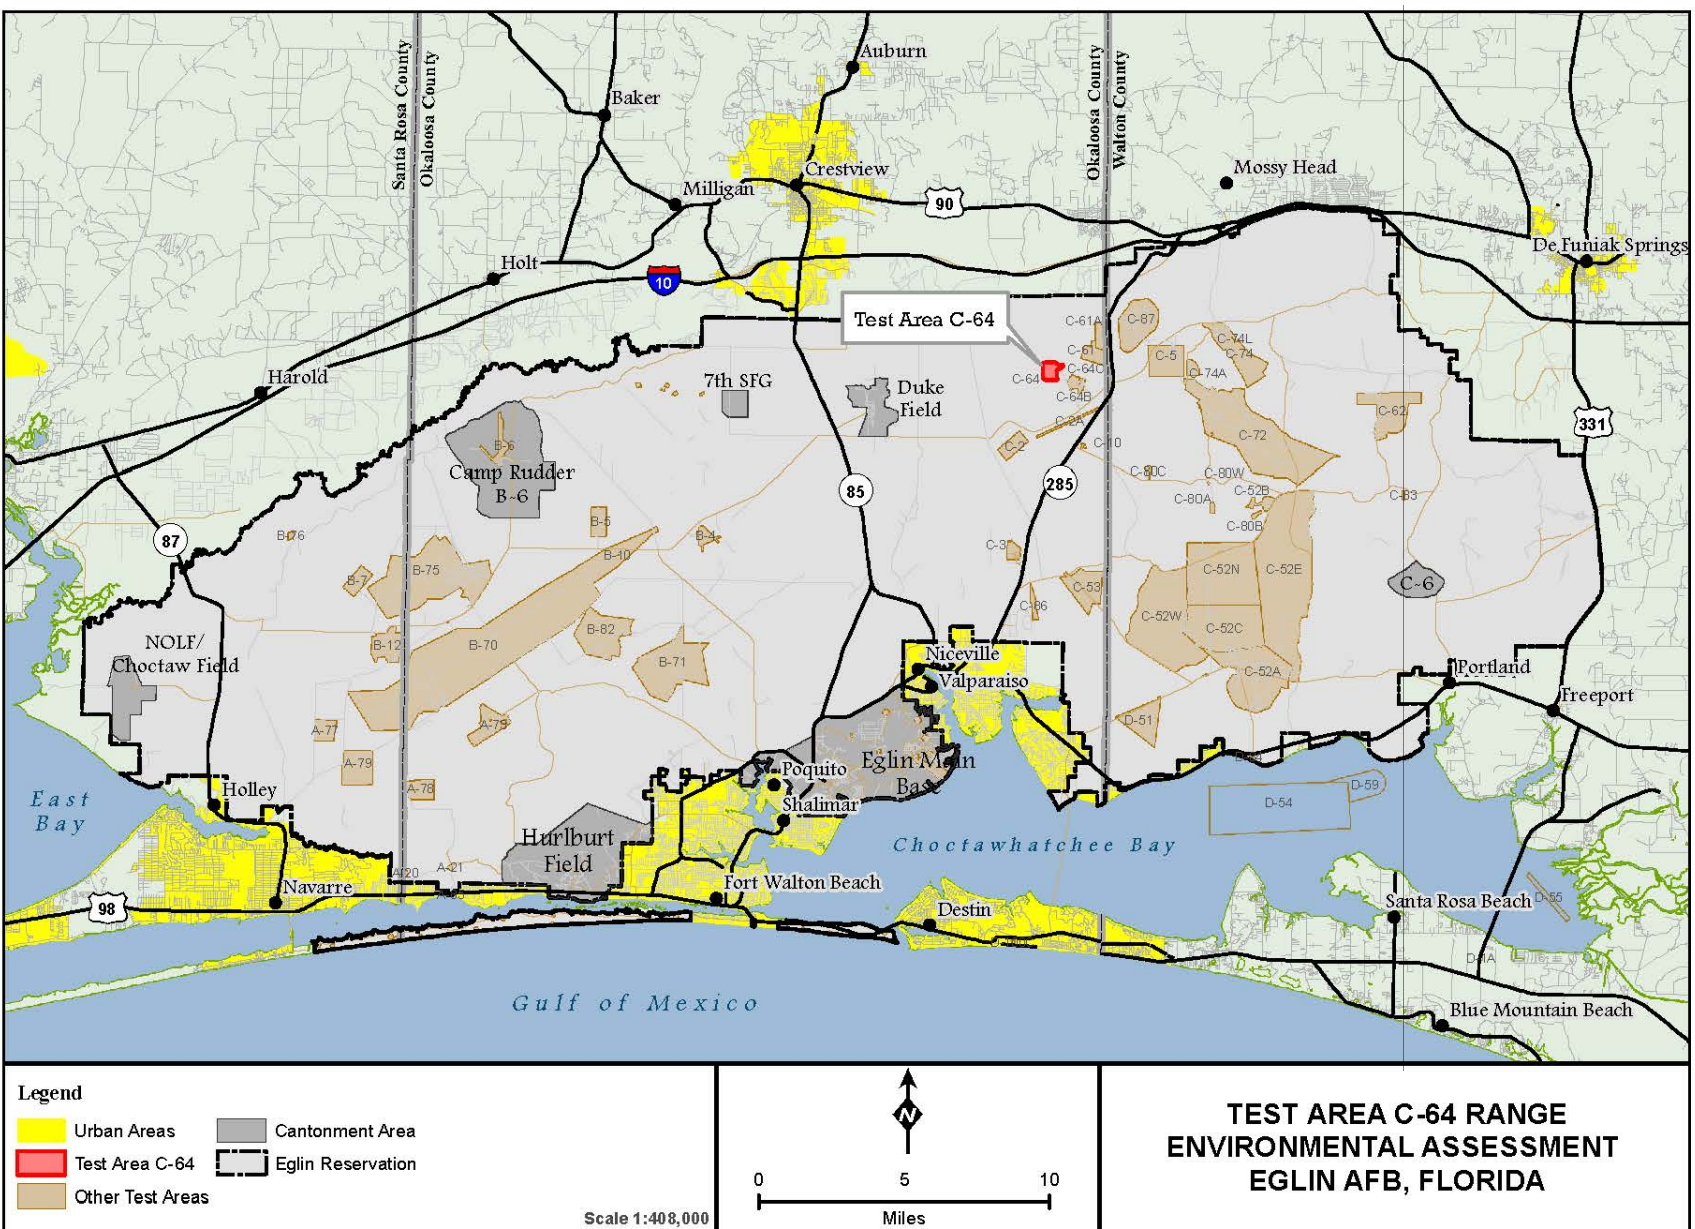 Auburn
Santa Rosa County
Okaloosa County
Okaloosa County
Walton County
Baker
Crestview
Milligan
Mossy Head
90
De Funiak Springs
Holt
10
Test Area C-64
C-61A
C-87
C-61
C-74L
C-74
C-5
C-64C
C-64
C-74A
C-64B
Harold
7th SFG
Duke
Field
C-62
331
C-2A
C-2
C-10
C-72
B-6
Camp Rudder
B-6
85
285
C-80C
C-80W
C-52B
C-80A
C-83
C-80B
87
B-76
B-5
B-4
B-10
C-3
B-7
B-75
C-52N
C-52E
C-6
C-53
C-86
C-52W
C-52C
NOLF/
Choctaw Field
B-12
B-70
B-82
B-71
Niceville
Valparaiso
C-52A
Portland
Freeport
A-77
A-73
D-51
A-79
A-78
Eglin Main
Base
Poquito
Shalimar
D-54
D-59
East
Bay
Holley
Hurlburt
Field
Choctawhatchee Bay
A-20
A-21
Navarre
Fort Walton Beach
98
Destin
Santa Rosa Beach
D-55
Gulf of Mexico
Blue Mountain Beach
Legend
Urban Areas
Cantonment Area
Test Area C-64
Eglin Reservation
Other Test Areas
Scale 1:408,000
N
0 5 10
Miles
TEST AREA C-64 RANGE
ENVIRONMENTAL ASSESSMENT
EGLIN AFB, FLORIDA